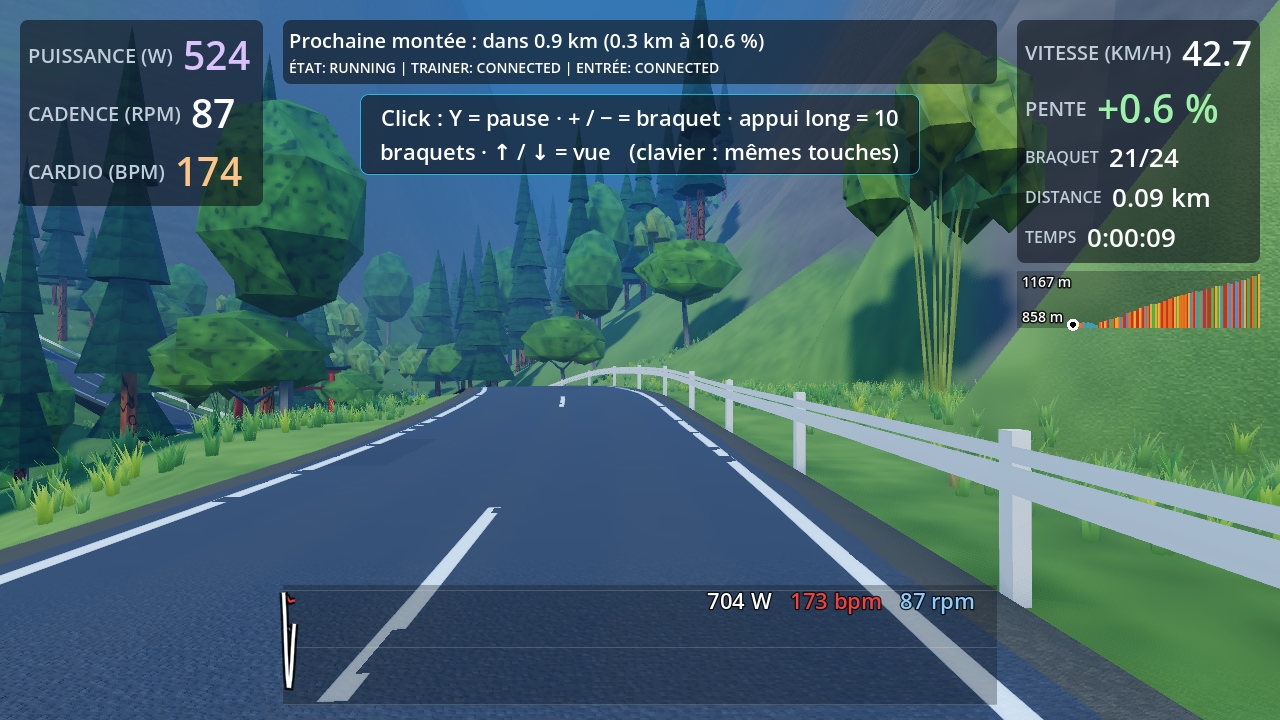 PUISSANCE (W) 524
CADENCE (RPM) 87
CARDIO (BPM) 174
Prochaine montée : dans 0.9 km (0.3 km à 10.6 %)
ÉTAT: RUNNING | TRAINER: CONNECTED | ENTRÉE: CONNECTED
Click : Y = pause · + / − = braquet · appui long = 10
braquets · ↑ / ↓ = vue (clavier : mêmes touches)
VITESSE (KM/H) 42.7
PENTE +0.6 %
BRAQUET 21/24
DISTANCE 0.09 km
TEMPS 0:00:09
1167 m
858 m
704 W 173 bpm 87 rpm